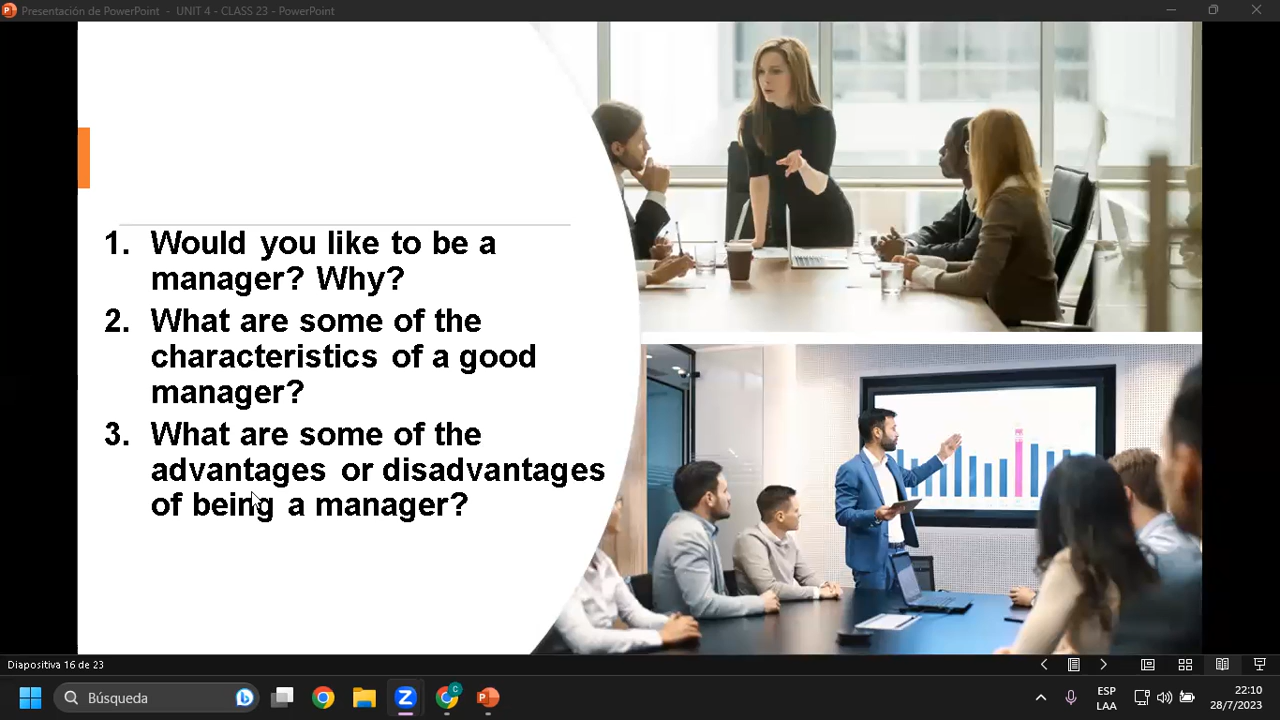 Presentación de PowerPoint - UNIT 4 - CLASS 23 - PowerPoint
1. Would you like to be a
manager? Why?
2. What are some of the
characteristics of a good
manager?
3. What are some of the
advantages or disadvantages
of being a manager?
Diapositiva 16 de 23
Búsqueda
ESP
LAA
22:10
28/7/2023